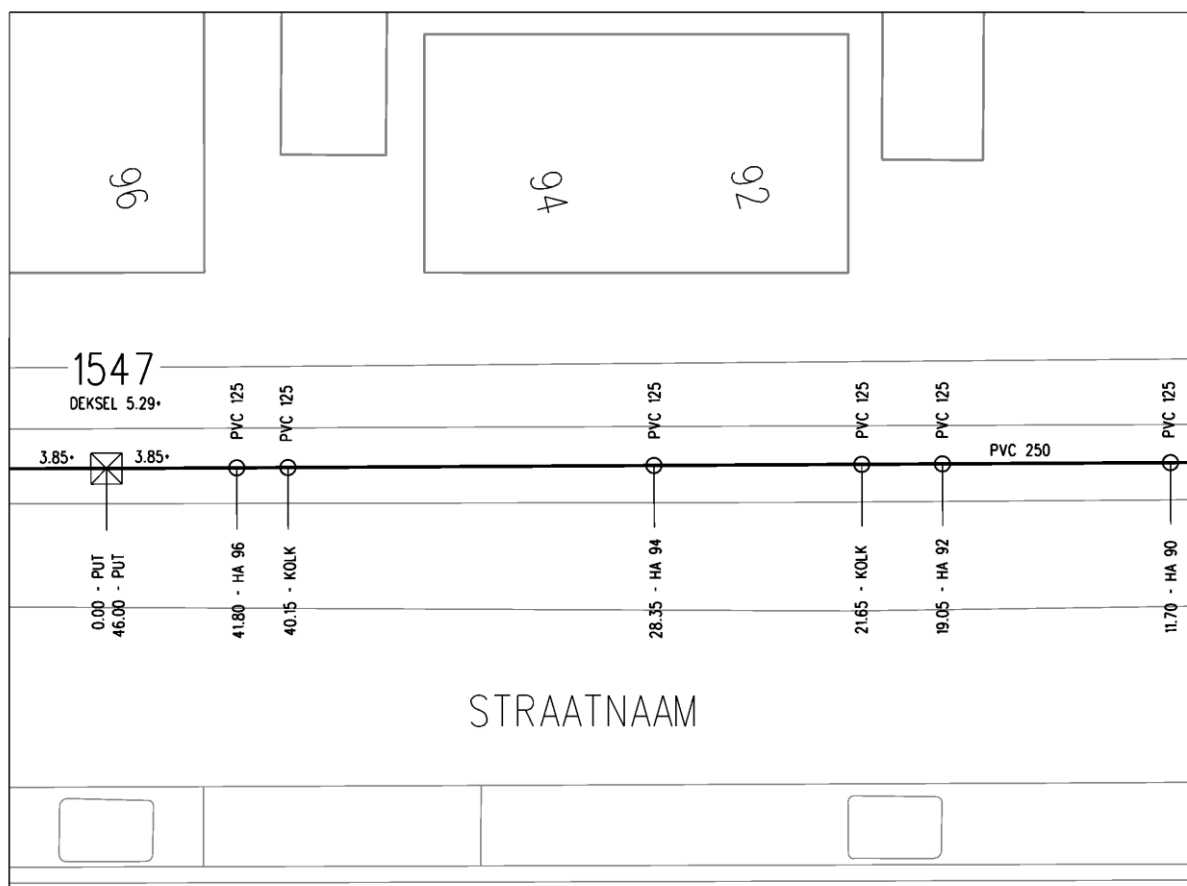 96
94
92
1547
DEKSEL 5.29+
PVC 125
PVC 125
PVC 125
PVC 125
PVC 125
PVC 125
3.85+
3.85+
PVC 250
0.00 - PUT
46.00 - PUT
41.80 - HA 96
40.15 - KOLK
28.35 - HA 94
21.65 - KOLK
19.05 - HA 92
11.70 - HA 90
STRAATNAAM